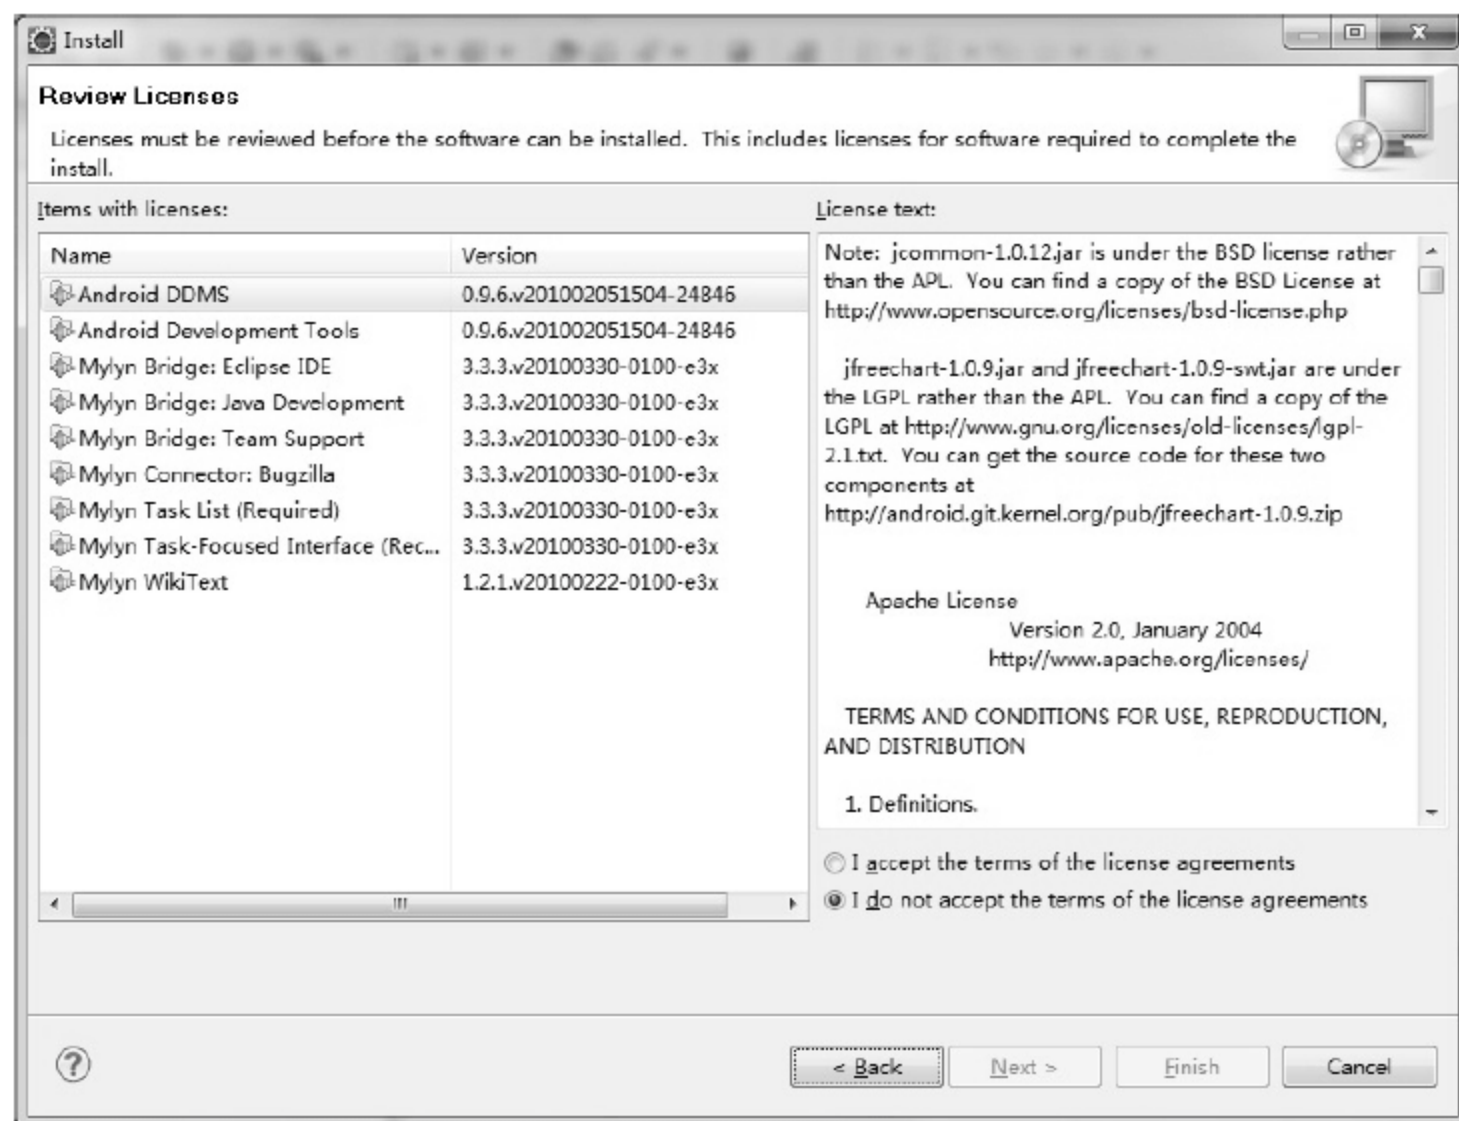 Install
Review Licenses
Licenses must be reviewed before the software can be installed.  This includes licenses for software required to complete the
install.
Items with licenses:
License text:
Name Version
Android DDMS 0.9.6.v201002051504-24846
Android Development Tools 0.9.6.v201002051504-24846
Mylyn Bridge: Eclipse IDE 3.3.3.v20100330-0100-e3x
Mylyn Bridge: Java Development 3.3.3.v20100330-0100-e3x
Mylyn Bridge: Team Support 3.3.3.v20100330-0100-e3x
Mylyn Connector: Bugzilla 3.3.3.v20100330-0100-e3x
Mylyn Task List (Required) 3.3.3.v20100330-0100-e3x
Mylyn Task-Focused Interface (Rec... 3.3.3.v20100330-0100-e3x
Mylyn WikiText 1.2.1.v20100222-0100-e3x
Note:  jcommon-1.0.12.jar is under the BSD license rather
than the APL.  You can find a copy of the BSD License at
http://www.opensource.org/licenses/bsd-license.php
jfreechart-1.0.9.jar and jfreechart-1.0.9-swt.jar are under
the LGPL rather than the APL.  You can find a copy of the
LGPL at http://www.gnu.org/licenses/old-licenses/lgpl-
2.1.txt.  You can get the source code for these two
components at
http://android.git.kernel.org/pub/jfreechart-1.0.9.zip
Apache License
Version 2.0, January 2004
http://www.apache.org/licenses/
TERMS AND CONDITIONS FOR USE, REPRODUCTION,
AND DISTRIBUTION
1. Definitions.
I accept the terms of the license agreements
I do not accept the terms of the license agreements
?
< Back
Next >
Finish
Cancel